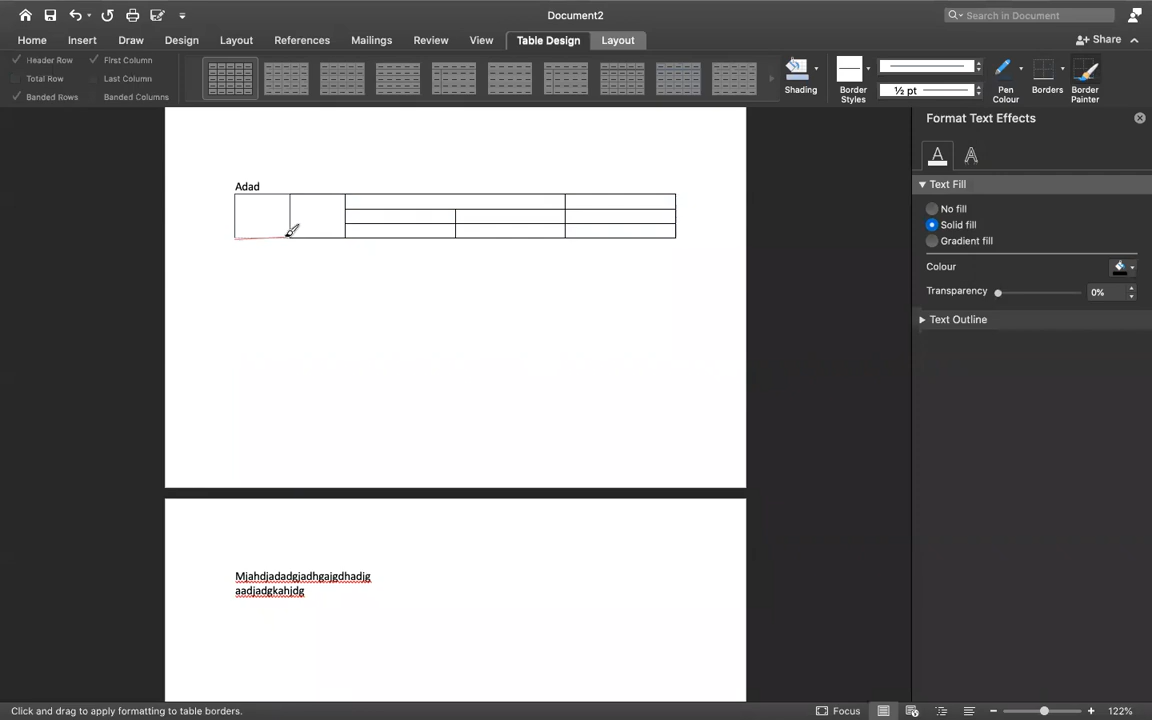 Document2
Search in Document
Home Insert Draw Design Layout References Mailings Review View Table Design Layout
Share
Header Row First Column
Total Row Last Column
Banded Rows Banded Columns
Shading
Border Styles
½ pt
Pen Colour
Borders
Border Painter
Format Text Effects
A A
Text Fill
No fill
Solid fill
Gradient fill
Colour
Transparency 0%
Text Outline
Adad
Mjahdjadadgjadhgajgdhadjg
aadjadgkahjdg
Click and drag to apply formatting to table borders.
Focus
122%